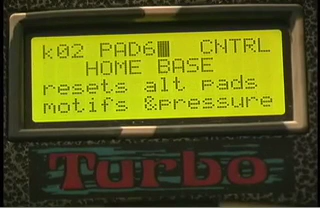 k02 PAD6 CNTRL
HOME BASE
resets alt pads
motifs &pressure
Turbo